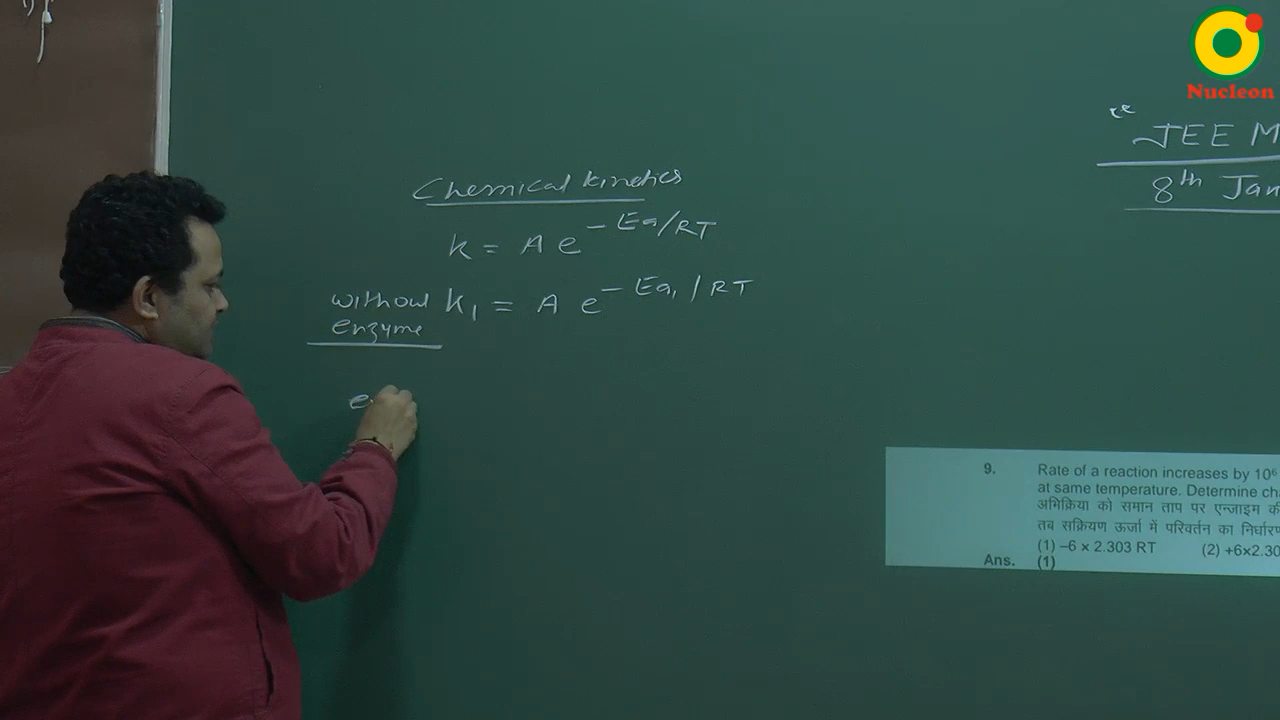 Nucleon
JEE M
8th Jan
Chemical kinetics
k = A e^-Ea/RT
without k1 = A e^-Ea1/RT
enzyme
e
9. Rate of a reaction increases by 10^6
at same temperature. Determine cha
अभिक्रिया को समान ताप पर एन्जाइम की
तब सक्रियण ऊर्जा में परिवर्तन का निर्धारण
(1) –6 × 2.303 RT (2) +6×2.30
Ans. (1)